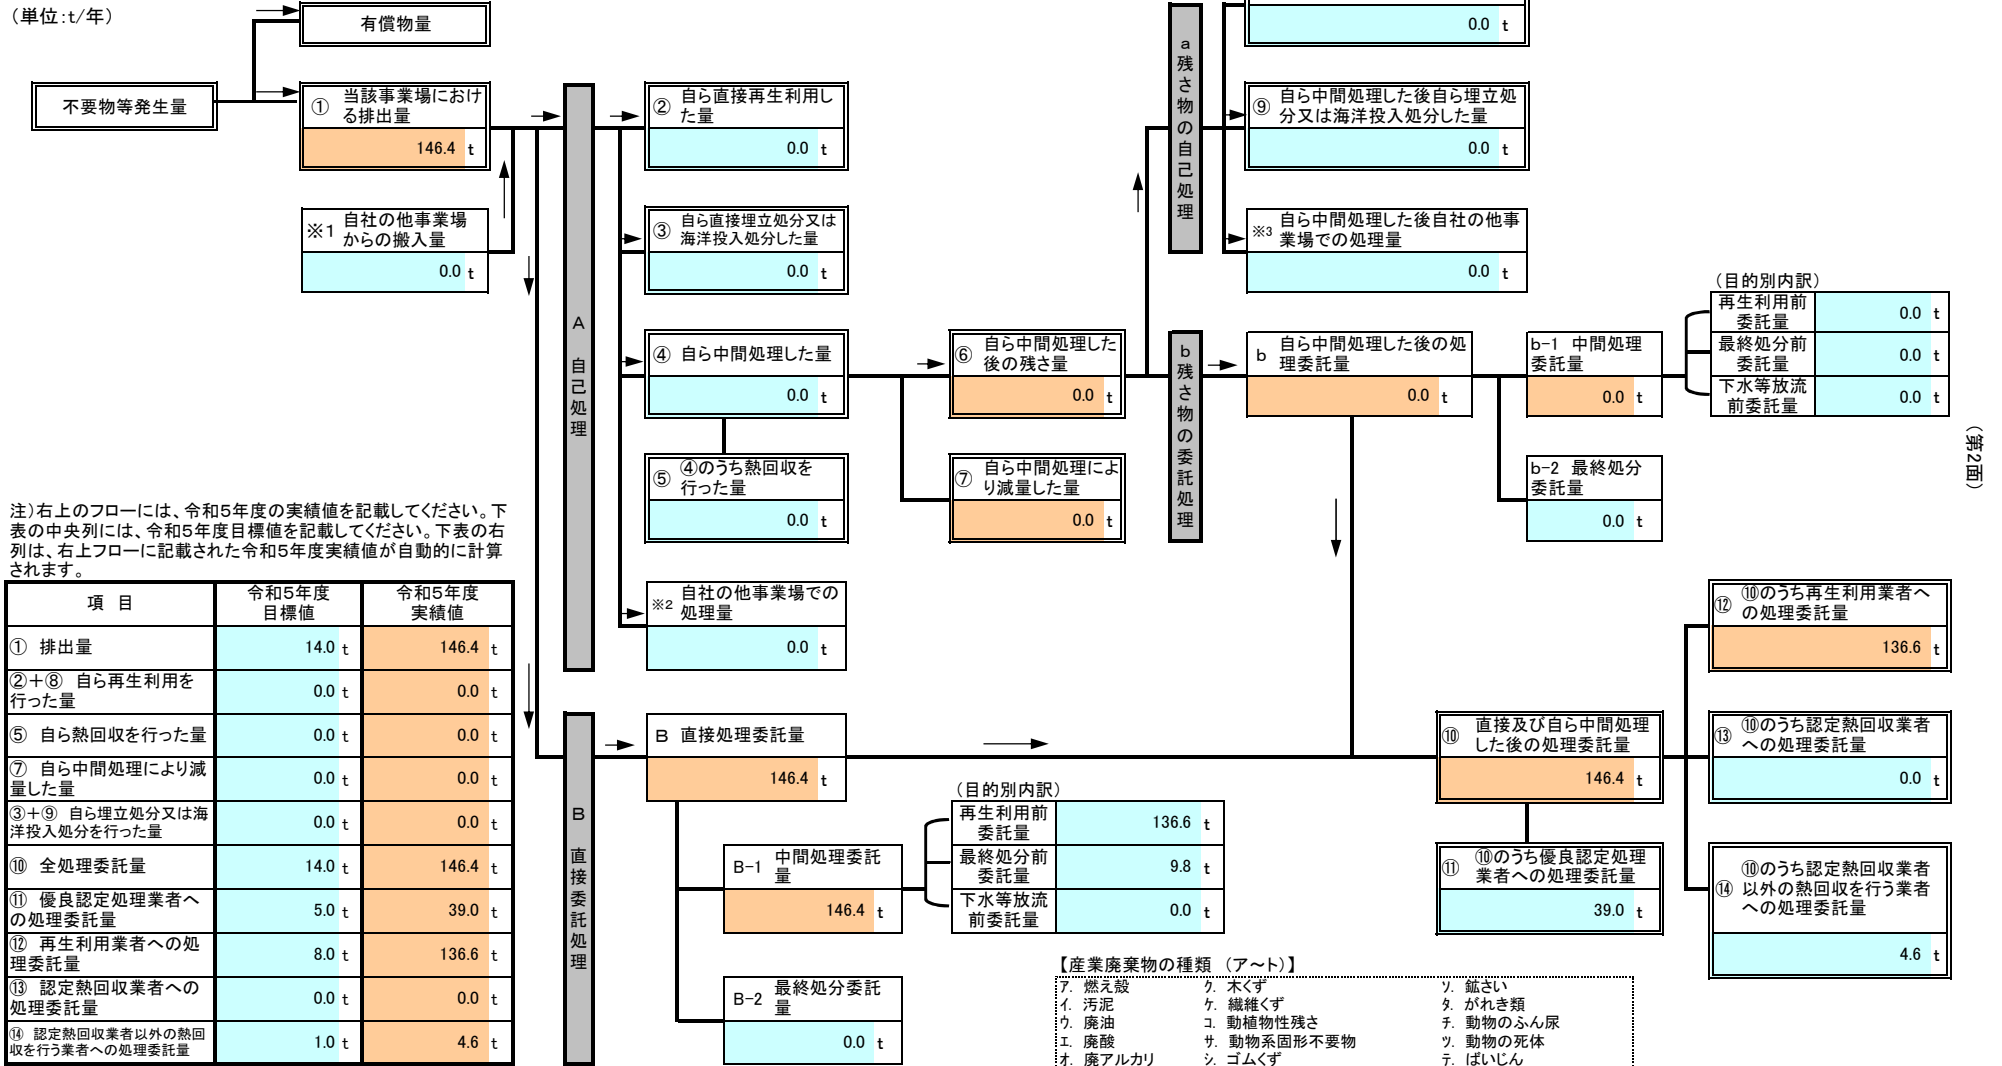 （単位:t/年）
有償物量
不要物等発生量
① 当該事業場におけ
る排出量
146.4 t
※1 自社の他事業場
からの搬入量
0.0 t
A 自己処理
② 自ら直接再生利用し
た量
0.0 t
③ 自ら直接埋立処分又は
海洋投入処分した量
0.0 t
④ 自ら中間処理した量
0.0 t
⑤ ④のうち熱回収を
行った量
0.0 t
※2 自社の他事業場での
処理量
0.0 t
⑥ 自ら中間処理した
後の残さ量
0.0 t
⑦ 自ら中間処理によ
り減量した量
0.0 t
a残さ物の自己処理
0.0 t
⑨ 自ら中間処理した後自ら埋立処
分又は海洋投入処分した量
0.0 t
※3 自ら中間処理した後自社の他事
業場での処理量
0.0 t
b残さ物の委託処理
b 自ら中間処理した後の処
理委託量
0.0 t
b-1 中間処理
委託量
0.0 t
b-2 最終処分
委託量
0.0 t
（目的別内訳）
再生利用前
委託量
0.0 t
最終処分前
委託量
0.0 t
下水等放流
前委託量
0.0 t
（第2面）
注）右上のフローには、令和5年度の実績値を記載してください。下
表の中央列には、令和5年度目標値を記載してください。下表の右
列は、右上フローに記載された令和5年度実績値が自動的に計算
されます。
項 目 令和5年度 目標値 令和5年度 実績値
① 排出量 14.0 t 146.4 t
②＋⑧ 自ら再生利用を
行った量 0.0 t 0.0 t
⑤ 自ら熱回収を行った量 0.0 t 0.0 t
⑦ 自ら中間処理により減
量した量 0.0 t 0.0 t
③＋⑨ 自ら埋立処分又は海
洋投入処分を行った量 0.0 t 0.0 t
⑩ 全処理委託量 14.0 t 146.4 t
⑪ 優良認定処理業者へ
の処理委託量 5.0 t 39.0 t
⑫ 再生利用業者への処
理委託量 8.0 t 136.6 t
⑬ 認定熱回収業者への
処理委託量 0.0 t 0.0 t
⑭ 認定熱回収業者以外の熱回
収を行う業者への処理委託量 1.0 t 4.6 t
B 直接委託処理
B 直接処理委託量
146.4 t
B-1 中間処理委託
量
146.4 t
B-2 最終処分委託
量
0.0 t
（目的別内訳）
再生利用前
委託量
136.6 t
最終処分前
委託量
9.8 t
下水等放流
前委託量
0.0 t
⑩ 直接及び自ら中間処理
した後の処理委託量
146.4 t
⑪ ⑩のうち優良認定処理
業者への処理委託量
39.0 t
⑫ ⑩のうち再生利用業者へ
の処理委託量
136.6 t
⑬ ⑩のうち認定熱回収業者
への処理委託量
0.0 t
⑭ ⑩のうち認定熱回収業者
以外の熱回収を行う業者
への処理委託量
4.6 t
【産業廃棄物の種類 （ア～ト）】
ア. 燃え殻 ク. 木くず ソ. 鉱さい
イ. 汚泥 ケ. 繊維くず タ. がれき類
ウ. 廃油 コ. 動植物性残さ チ. 動物のふん尿
エ. 廃酸 サ. 動物系固形不要物 ツ. 動物の死体
オ. 廃アルカリ シ. ゴムくず テ. ばいじん